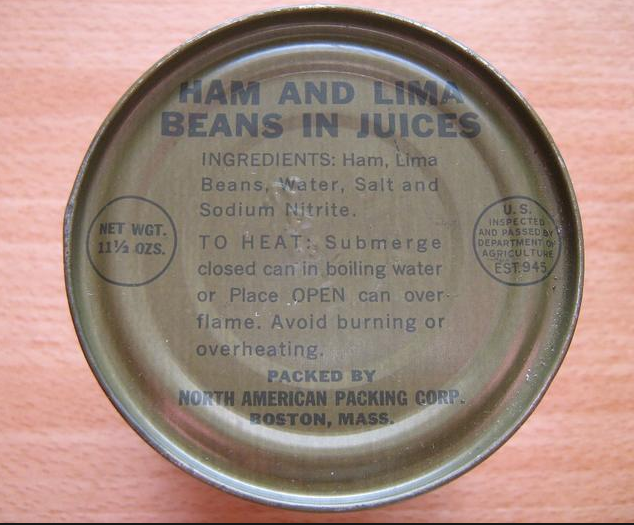 HAM AND LIMA
BEANS IN JUICES
INGREDIENTS: Ham, Lima
Beans, Water, Salt and
Sodium Nitrite.
NET WGT.
11½ OZS.
U.S.
INSPECTED
AND PASSED BY
DEPARTMENT OF
AGRICULTURE
EST.945
TO HEAT: Submerge
closed can in boiling water
or Place OPEN can over
flame. Avoid burning or
overheating.
PACKED BY
NORTH AMERICAN PACKING CORP.
BOSTON, MASS.